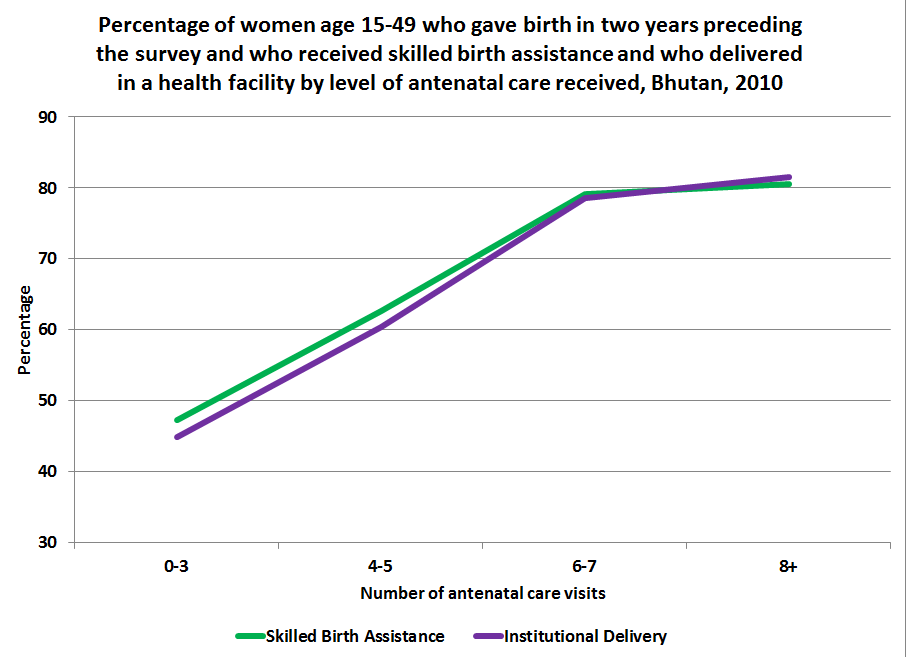 Percentage of women age 15-49 who gave birth in two years preceding
the survey and who received skilled birth assistance and who delivered
in a health facility by level of antenatal care received, Bhutan, 2010
90
80
70
60
50
40
30
Percentage
0-3 4-5 6-7 8+
Number of antenatal care visits
Skilled Birth Assistance Institutional Delivery